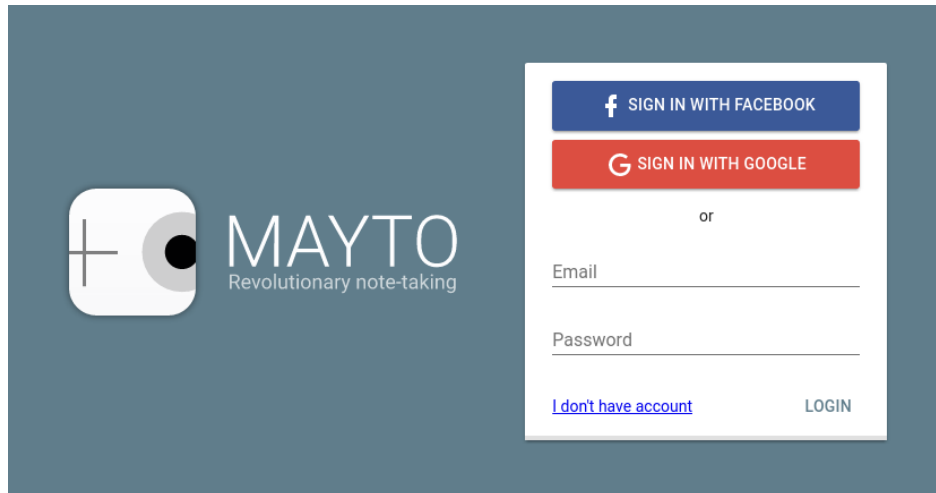 MAYTO
Revolutionary note-taking
SIGN IN WITH FACEBOOK
SIGN IN WITH GOOGLE
or
Email
Password
I don't have account
LOGIN